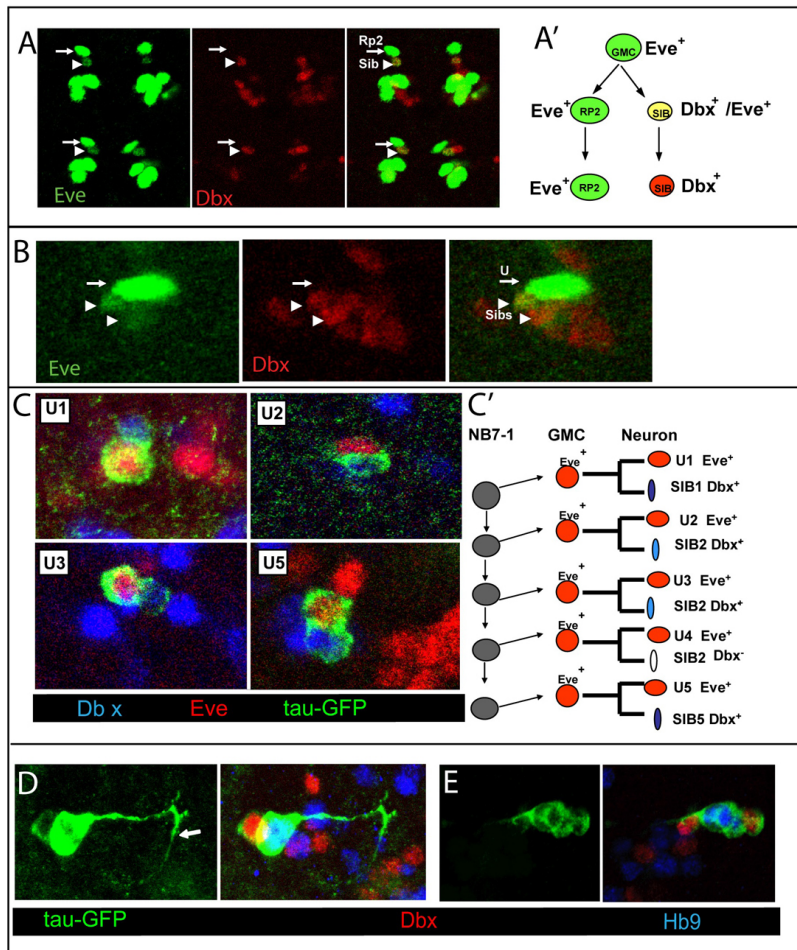 A
Rp2
Sib
Eve
Dbx
A'
GMC Eve+
Eve+ RP2 SIB Dbx+ /Eve+
Eve+ RP2 SIB Dbx+
B
U
Sibs
Eve
Dbx
C
U1
U2
U3
U5
Db x Eve tau-GFP
C'
NB7-1 GMC Neuron
Eve+ U1 Eve+
SIB1 Dbx+
Eve+ U2 Eve+
SIB2 Dbx+
Eve+ U3 Eve+
SIB2 Dbx+
Eve+ U4 Eve+
SIB2 Dbx-
Eve+ U5 Eve+
SIB5 Dbx+
D
E
tau-GFP Dbx Hb9